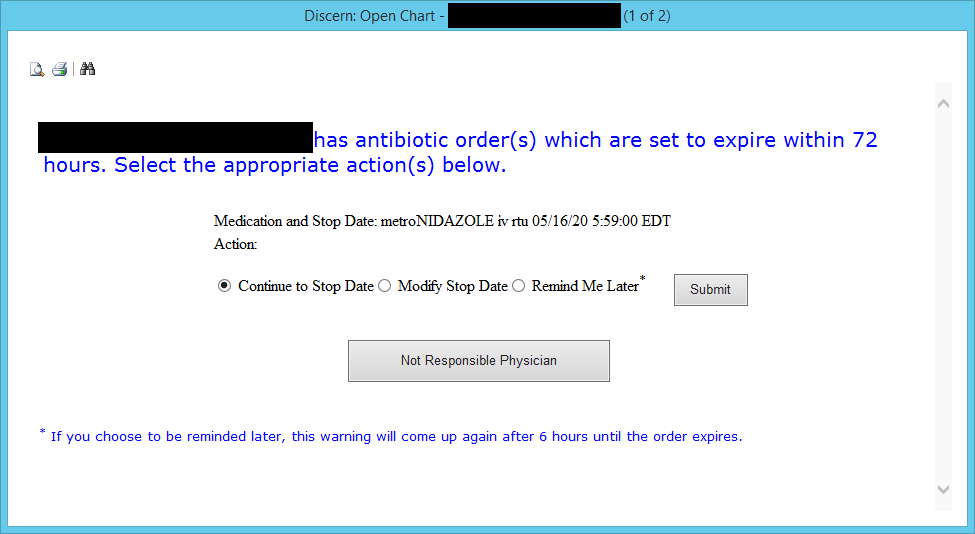 Discern: Open Chart - (1 of 2)
has antibiotic order(s) which are set to expire within 72
hours. Select the appropriate action(s) below.
Medication and Stop Date: metroNIDAZOLE iv rtu 05/16/20 5:59:00 EDT
Action:
Continue to Stop Date Modify Stop Date Remind Me Later* Submit
Not Responsible Physician
* If you choose to be reminded later, this warning will come up again after 6 hours until the order expires.